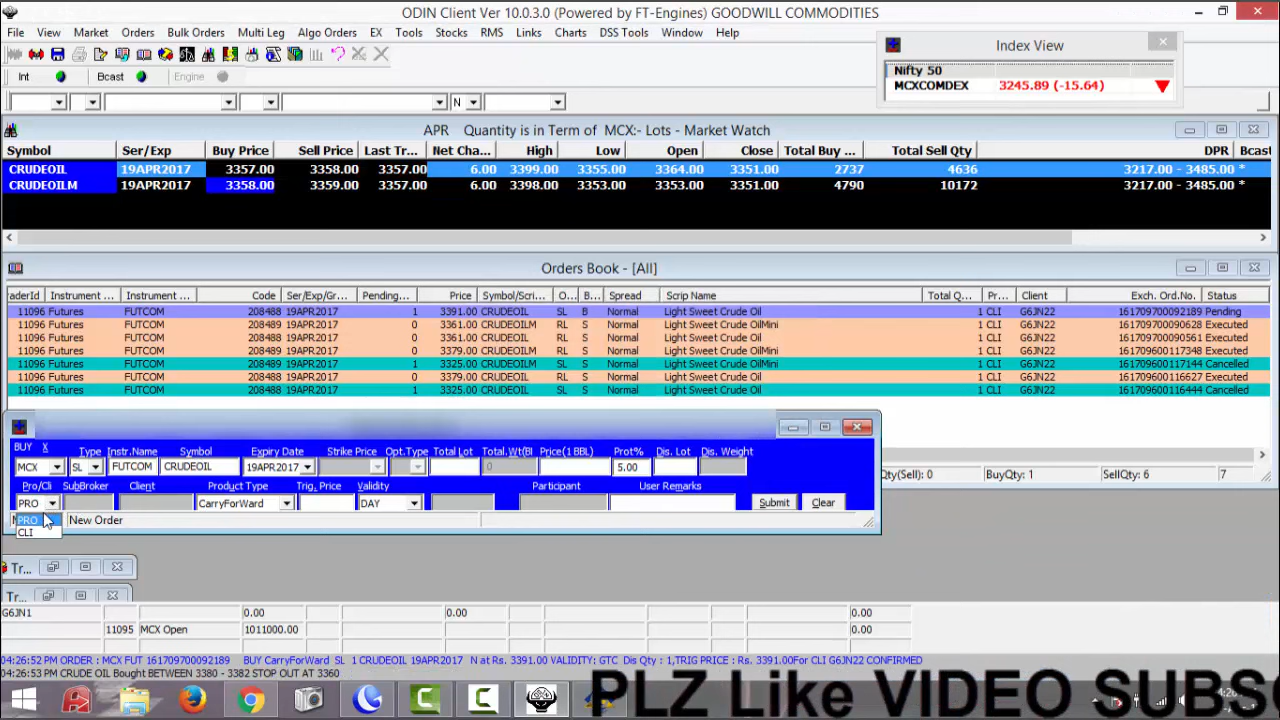 ODIN Client Ver 10.0.3.0 (Powered by FT-Engines) GOODWILL COMMODITIES
File View Market Orders Bulk Orders Multi Leg Algo Orders EX Tools Stocks RMS Links Charts DSS Tools Window Help
Index View
Nifty 50
MCXCOMDEX 3245.89 (-15.64)
Int Bcast Engine
N
APR Quantity is in Term of MCX:- Lots - Market Watch
Symbol Ser/Exp Buy Price Sell Price Last Tr... Net Cha... High Low Open Close Total Buy ... Total Sell Qty DPR Bcast
CRUDEOIL 19APR2017 3357.00 3358.00 3357.00 6.00 3399.00 3355.00 3364.00 3351.00 2737 4636 3217.00 - 3485.00 *
CRUDEOILM 19APR2017 3358.00 3359.00 3357.00 6.00 3398.00 3353.00 3353.00 3351.00 4790 10172 3217.00 - 3485.00 *
Orders Book - [All]
aderId Instrument ... Instrument ... Code Ser/Exp/Gr... Pending... Price Symbol/Scri... O... B... Spread Scrip Name Total Q... Pr... Client Exch. Ord.No. Status
11096 Futures FUTCOM 208488 19APR2017 1 3391.00 CRUDEOIL SL B Normal Light Sweet Crude Oil 1 CLI G6JN22 161709700092189 Pending
11096 Futures FUTCOM 208489 19APR2017 0 3361.00 CRUDEOILM RL S Normal Light Sweet Crude OilMini 1 CLI G6JN22 161709700090628 Executed
11096 Futures FUTCOM 208488 19APR2017 0 3361.00 CRUDEOIL RL S Normal Light Sweet Crude Oil 1 CLI G6JN22 161709700090561 Executed
11096 Futures FUTCOM 208489 19APR2017 0 3379.00 CRUDEOILM RL S Normal Light Sweet Crude OilMini 1 CLI G6JN22 161709600117348 Executed
11096 Futures FUTCOM 208489 19APR2017 1 3325.00 CRUDEOILM SL S Normal Light Sweet Crude OilMini 1 CLI G6JN22 161709600117144 Cancelled
11096 Futures FUTCOM 208488 19APR2017 0 3379.00 CRUDEOIL RL S Normal Light Sweet Crude Oil 1 CLI G6JN22 161709600116627 Executed
11096 Futures FUTCOM 208488 19APR2017 1 3325.00 CRUDEOIL SL S Normal Light Sweet Crude Oil 1 CLI G6JN22 161709600116444 Cancelled
BUY X Type Instr.Name Symbol Expiry Date Strike Price Opt.Type Total Lot Total.Wt(Bl Price(1 BBL) Prot% Dis. Lot Dis. Weight
MCX SL FUTCOM CRUDEOIL 19APR2017 0 5.00
Qty(Sell): 0 BuyQty: 1 SellQty: 6 7
Pro/Cli SubBroker Client Product Type Trig. Price Validity Participant User Remarks
PRO CarryForWard DAY Submit Clear
PRO New Order
CLI
Tr...
Tr...
G6JN1 0.00 0.00 0.00
11095 MCX Open 1011000.00 0.00
04:26:52 PM ORDER : MCX FUT 161709700092189 BUY CarryForWard SL 1 CRUDEOIL 19APR2017 N at Rs. 3391.00 VALIDITY: GTC Dis Qty : 1,TRIG PRICE : Rs. 3391.00For CLI G6JN22 CONFIRMED
04:26:53 PM CRUDE OIL Bought BETWEEN 3380 - 3382 STOP OUT AT 3360
PLZ Like VIDEO SUBSC